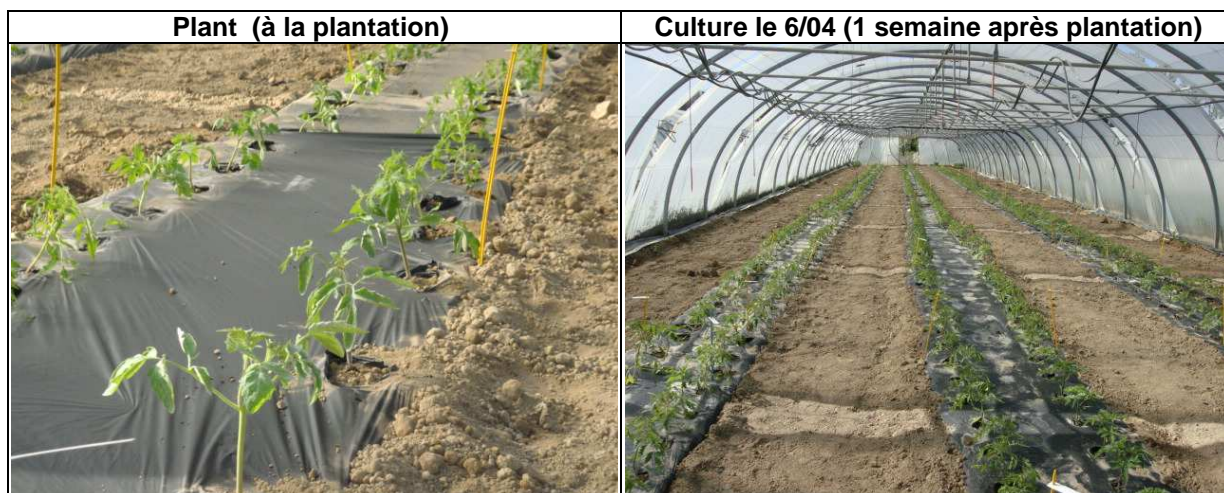 Plant (à la plantation)
Culture le 6/04 (1 semaine après plantation)